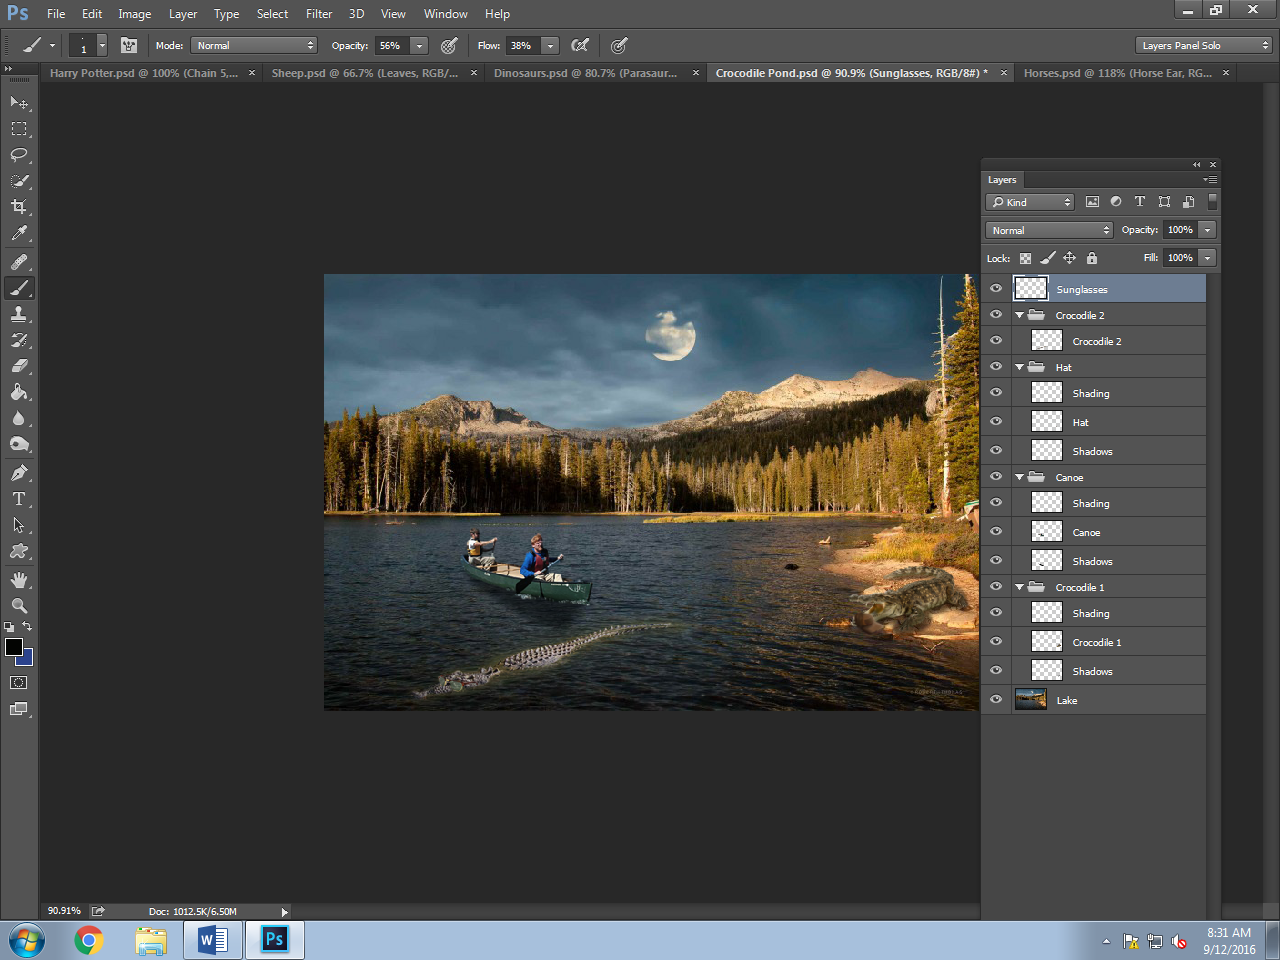 Ps File Edit Image Layer Type Select Filter 3D View Window Help
1 Mode: Normal Opacity: 56% Flow: 38% Layers Panel Solo
Harry Potter.psd @ 100% (Chain 5,... × Sheep.psd @ 66.7% (Leaves, RGB/... × Dinosaurs.psd @ 80.7% (Parasaur... × Crocodile Pond.psd @ 90.9% (Sunglasses, RGB/8#) * × Horses.psd @ 118% (Horse Ear, RG... ×
Layers
Kind
Normal Opacity: 100%
Lock: Fill: 100%
Sunglasses
Crocodile 2
Crocodile 2
Hat
Shading
Hat
Shadows
Canoe
Shading
Canoe
Shadows
Crocodile 1
Shading
Crocodile 1
Shadows
Lake
90.91% Doc: 1012.5K/6.50M
W Ps
8:31 AM
9/12/2016